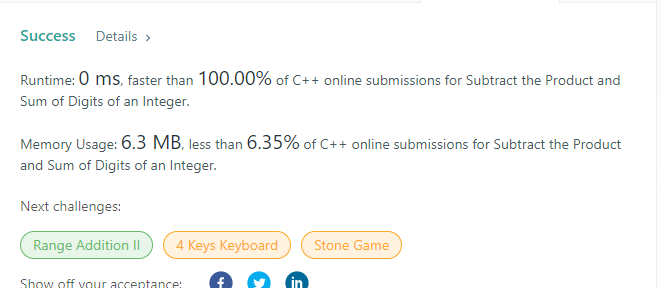 Success Details >
Runtime: 0 ms, faster than 100.00% of C++ online submissions for Subtract the Product and
Sum of Digits of an Integer.
Memory Usage: 6.3 MB, less than 6.35% of C++ online submissions for Subtract the Product
and Sum of Digits of an Integer.
Next challenges:
Range Addition II 4 Keys Keyboard Stone Game
Show off your acceptance: f in